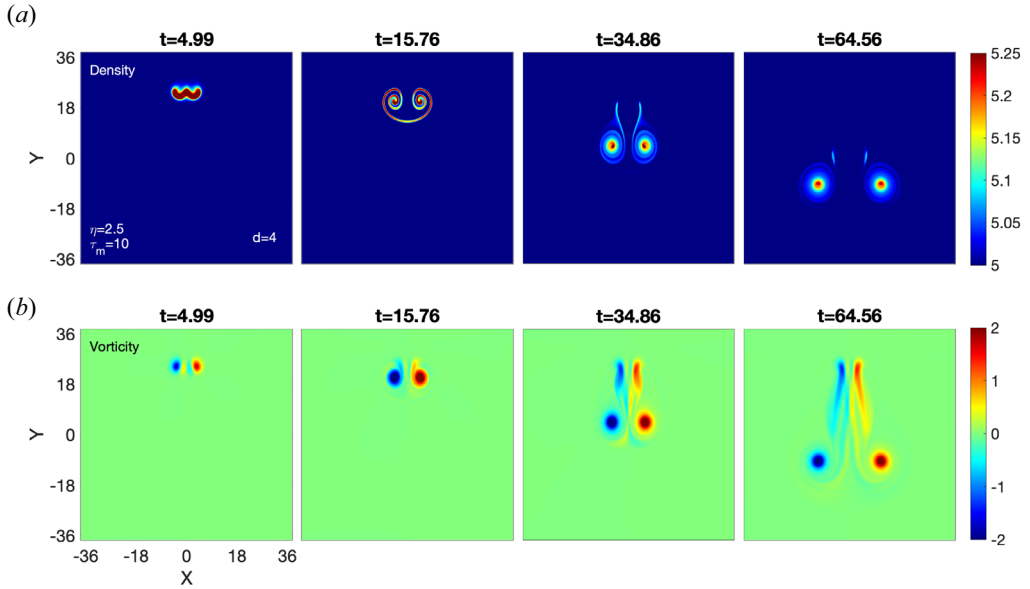 (a)
t=4.99 t=15.76 t=34.86 t=64.56
36 Density 5.25
18 5.20
Y 0 5.15
-18 5.10
η=2.5 5.05
τm=10 d=4
-36 5
(b)
t=4.99 t=15.76 t=34.86 t=64.56
36 Vorticity 2
18 1
Y 0 0
-18 -1
-36 -2
-36 -18 0 18 36
X